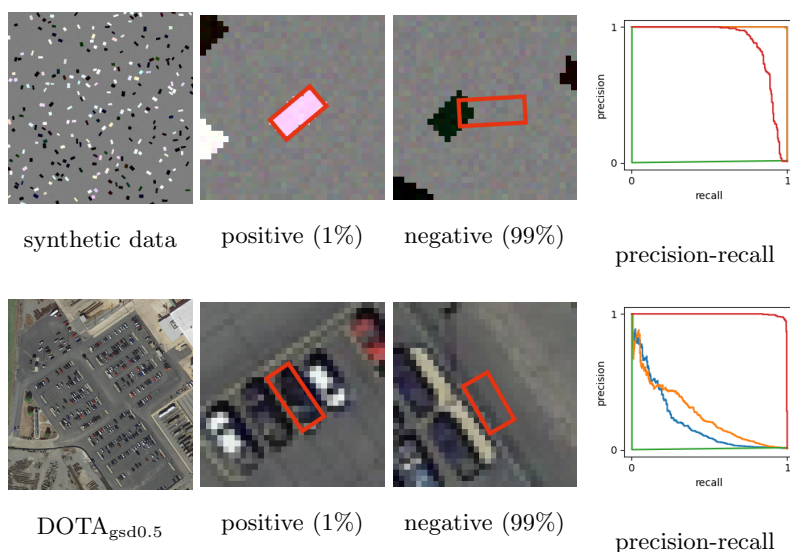 1
precision
0
0
1
recall
synthetic data
positive (1%)
negative (99%)
precision-recall
1
precision
0
0
1
recall
DOTAgsd0.5
positive (1%)
negative (99%)
precision-recall